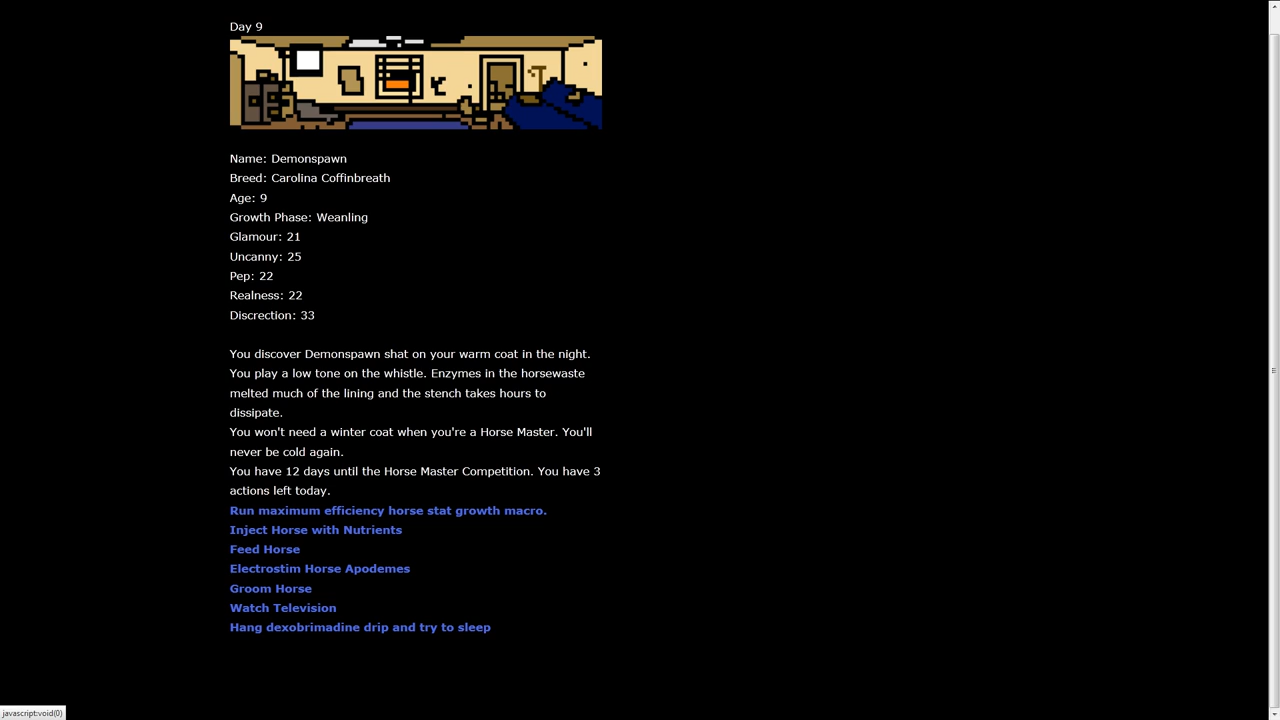 Day 9
Name: Demonspawn
Breed: Carolina Coffinbreath
Age: 9
Growth Phase: Weanling
Glamour: 21
Uncanny: 25
Pep: 22
Realness: 22
Discrection: 33
You discover Demonspawn shat on your warm coat in the night.
You play a low tone on the whistle. Enzymes in the horsewaste
melted much of the lining and the stench takes hours to
dissipate.
You won't need a winter coat when you're a Horse Master. You'll
never be cold again.
You have 12 days until the Horse Master Competition. You have 3
actions left today.
Run maximum efficiency horse stat growth macro.
Inject Horse with Nutrients
Feed Horse
Electrostim Horse Apodemes
Groom Horse
Watch Television
Hang dexobrimadine drip and try to sleep
javascript:void(0)